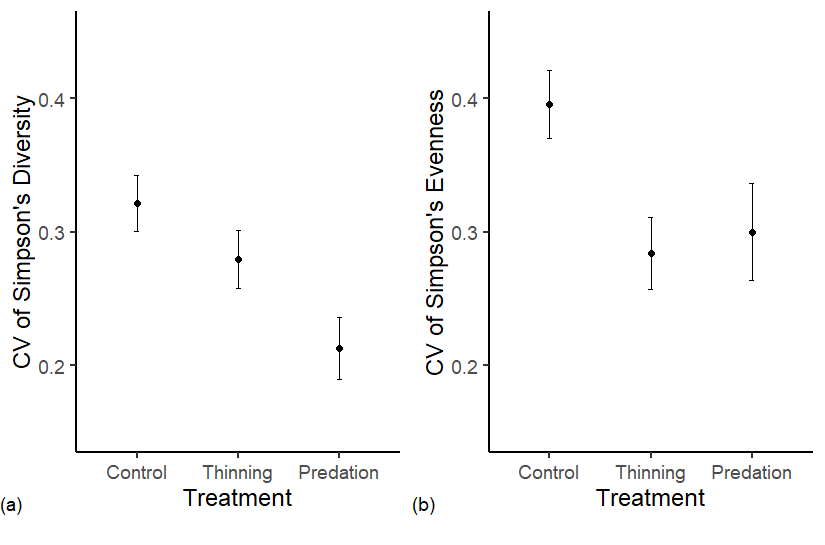 CV of Simpson's Diversity
0.4
0.3
0.2
Control Thinning Predation
Treatment
(a)
CV of Simpson's Evenness
0.4
0.3
0.2
Control Thinning Predation
Treatment
(b)